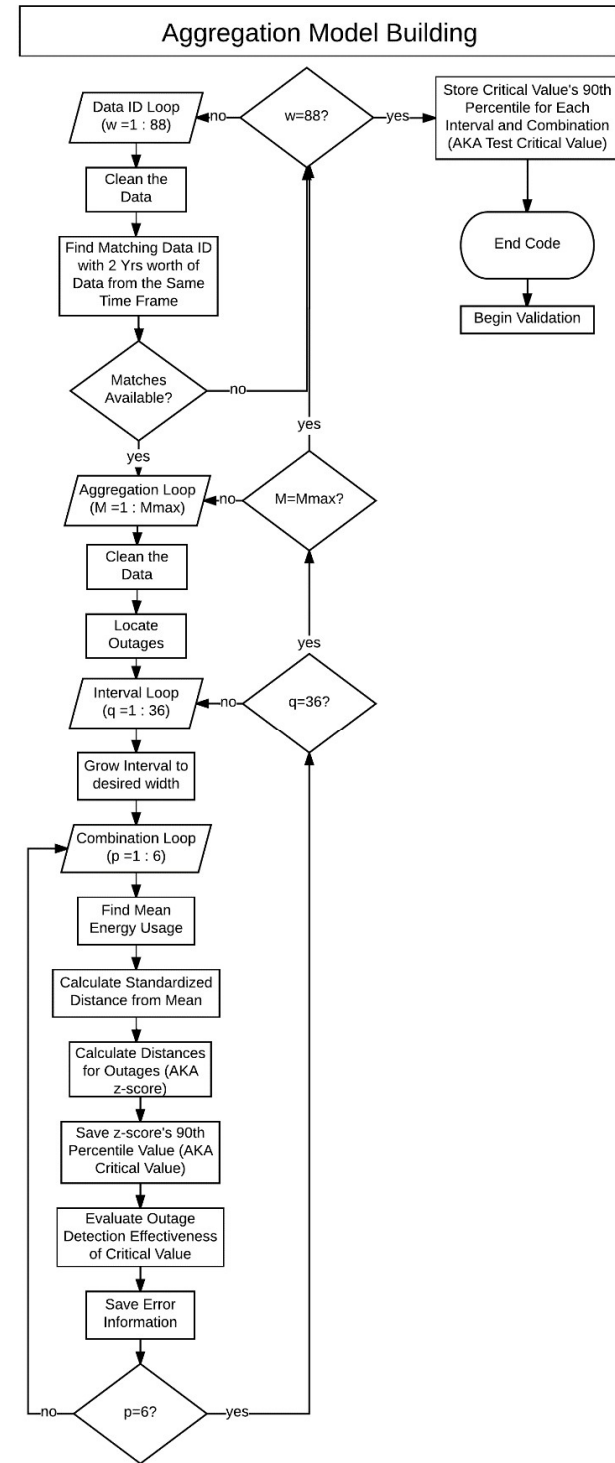 Aggregation Model Building
Data ID Loop
(w =1 : 88)
no
w=88?
yes
Store Critical Value's 90th
Percentile for Each
Interval and Combination
(AKA Test Critical Value)
Clean the
Data
End Code
Find Matching Data ID
with 2 Yrs worth of
Data from the Same
Time Frame
Begin Validation
Matches
Available?
no
yes
yes
Aggregation Loop
(M =1 : Mmax)
no
M=Mmax?
Clean the
Data
Locate
Outages
yes
Interval Loop
(q =1 : 36)
no
q=36?
Grow Interval to
desired width
Combination Loop
(p =1 : 6)
Find Mean
Energy Usage
Calculate Standardized
Distance from Mean
Calculate Distances
for Outages (AKA
z-score)
Save z-score's 90th
Percentile Value (AKA
Critical Value)
Evaluate Outage
Detection Effectiveness
of Critical Value
Save Error
Information
no
p=6?
yes